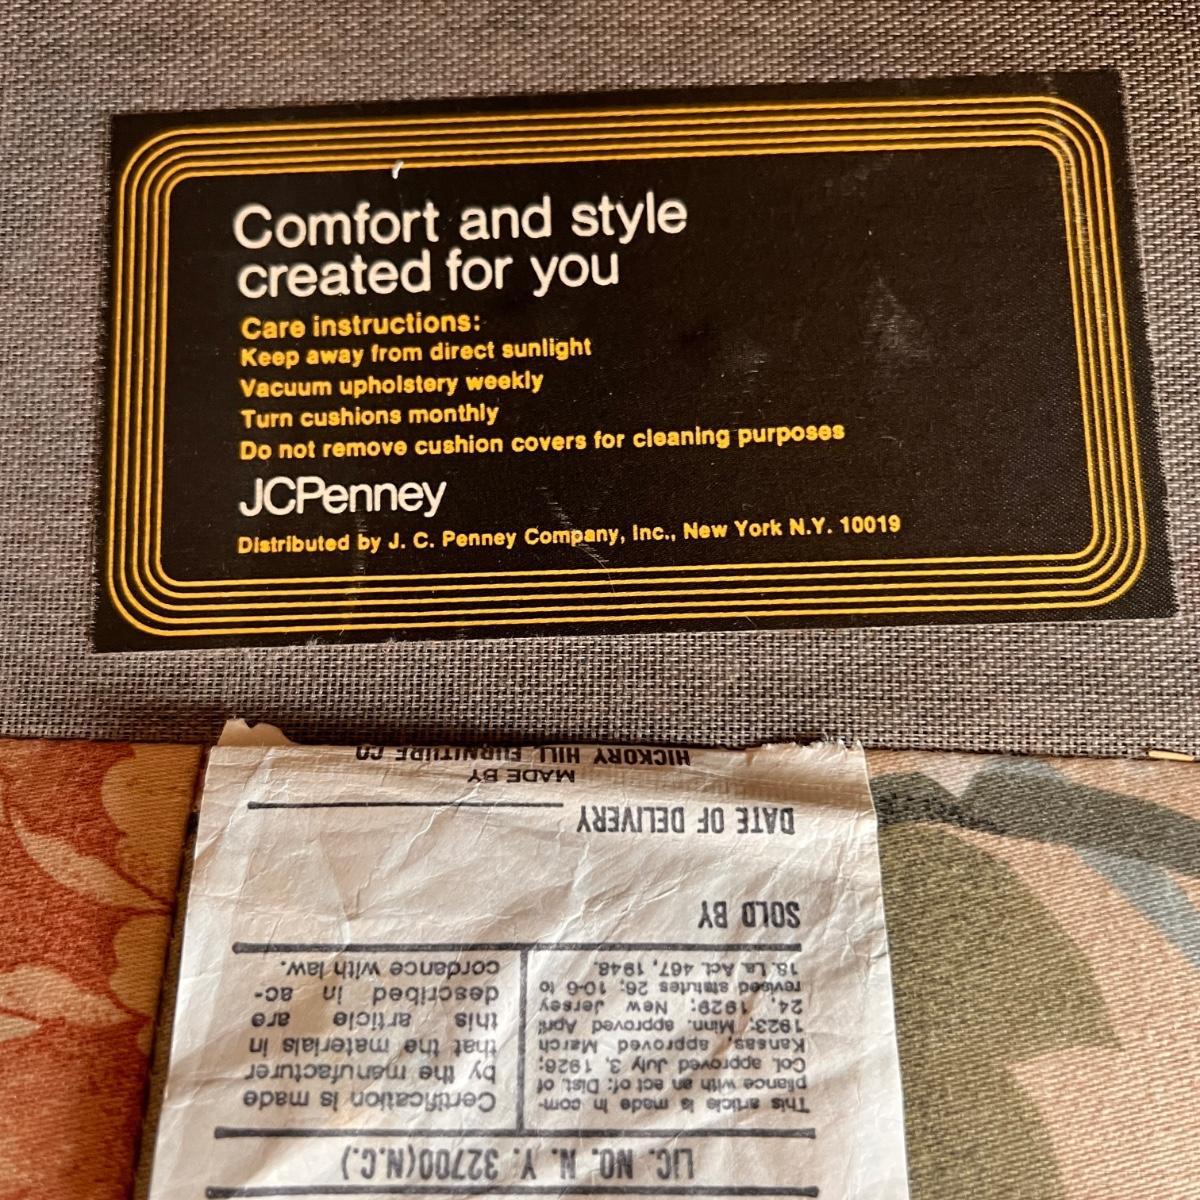 Comfort and style
created for you
Care instructions:
Keep away from direct sunlight
Vacuum upholstery weekly
Turn cushions monthly
Do not remove cushion covers for cleaning purposes
JCPenney
Distributed by J. C. Penney Company, Inc., New York N.Y. 10019
LIC. NO. N. Y. 32700(N.C.)
This article is made in com-
pliance with an act of: Dist. of
Col. approved July 3, 1926;
Kansas, approved March
1923; Minn. approved April
24, 1929; New Jersey
revised statutes 26; 10-6 to
18. La. Act. 467, 1948.
Certification is made
by the manufacturer
that the materials in
this article are
described in ac-
cordance with law.
SOLD BY
DATE OF DELIVERY
MADE BY
HICKORY HILL FURNITURE CO